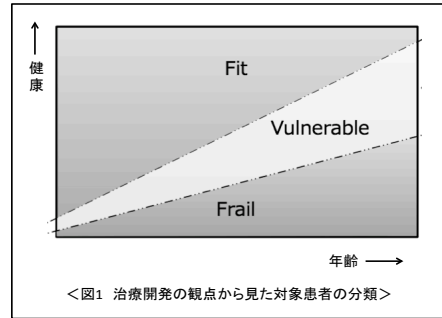 健康
Fit
Vulnerable
Frail
年齢
＜図1 治療開発の観点から見た対象患者の分類＞